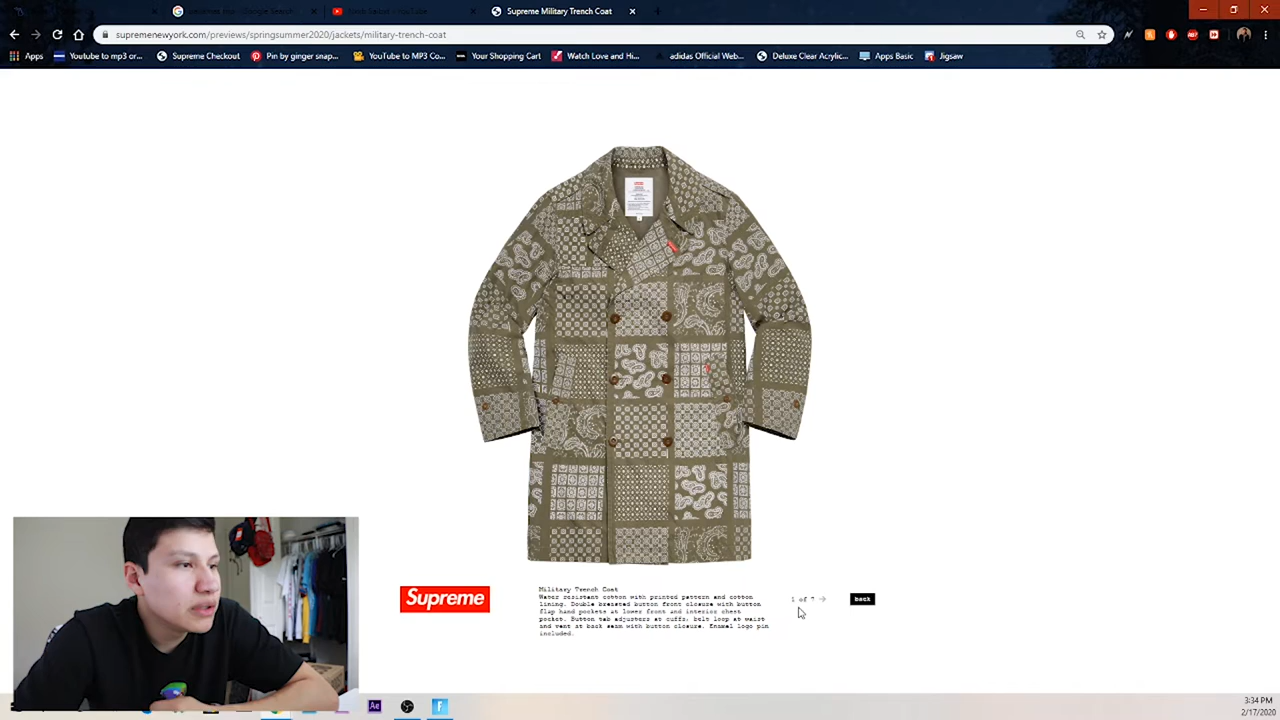 Supreme Military Trench Coat
supremenewyork.com/previews/springsummer2020/jackets/military-trench-coat
Apps
Youtube to mp3 or...
Supreme Checkout
Pin by ginger snap...
YouTube to MP3 Co...
Your Shopping Cart
Watch Love and Hi...
adidas Official Web...
Deluxe Clear Acrylic...
Apps Basic
Jigsaw
Supreme
Military Trench Coat
Water resistant cotton with printed pattern and cotton
lining. Double breasted button front closure with button
flap hand pockets at lower front and interior chest
pocket. Button tab adjusters at cuffs, belt loop at waist
and vent at back seam with button closure. Enamel logo pin
included.
1 of 7
back
Ae
3:34 PM
2/17/2020